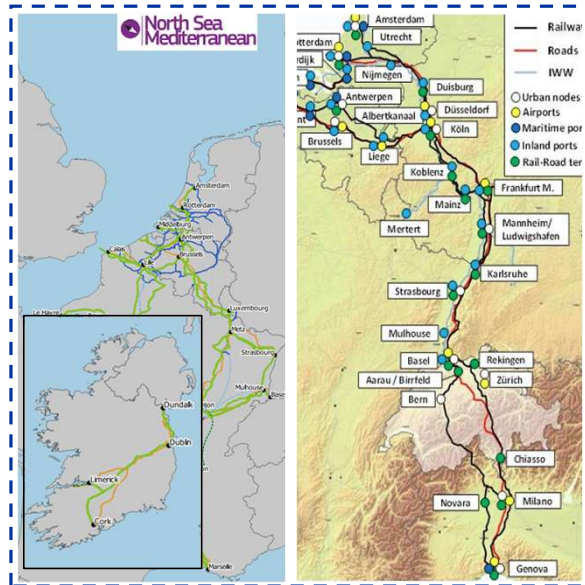 North Sea
Mediterranean
Amsterdam
Rotterdam
Middelburg
Antwerpen
Brussels
Calais
Lille
Le Havre
Luxembourg
Metz
Strasbourg
Mulhouse
Marseille
Dundalk
Dublin
Limerick
Cork
Amsterdam
Utrecht
Nijmegen
Antwerpen
Albertkanaal
Brussels
Liege
Duisburg
Düsseldorf
Köln
Koblenz
Mainz
Frankfurt M.
Mertert
Mannheim/
Ludwigshafen
Karlsruhe
Strasbourg
Mulhouse
Basel
Rekingen
Aarau / Birrfeld
Zürich
Bern
Chiasso
Novara
Milano
Genova
Railway
Roads
IWW
Urban nodes
Airports
Maritime por
Inland ports
Rail-Road ter